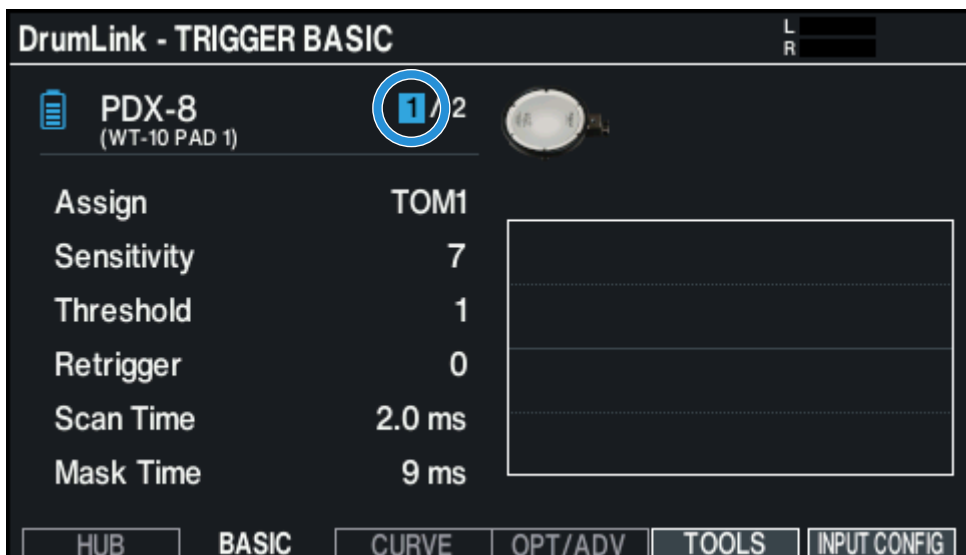 DrumLink - TRIGGER BASIC
L
R
PDX-8 1/2
(WT-10 PAD 1)
Assign TOM1
Sensitivity 7
Threshold 1
Retrigger 0
Scan Time 2.0 ms
Mask Time 9 ms
HUB BASIC CURVE OPT/ADV TOOLS INPUT CONFIG